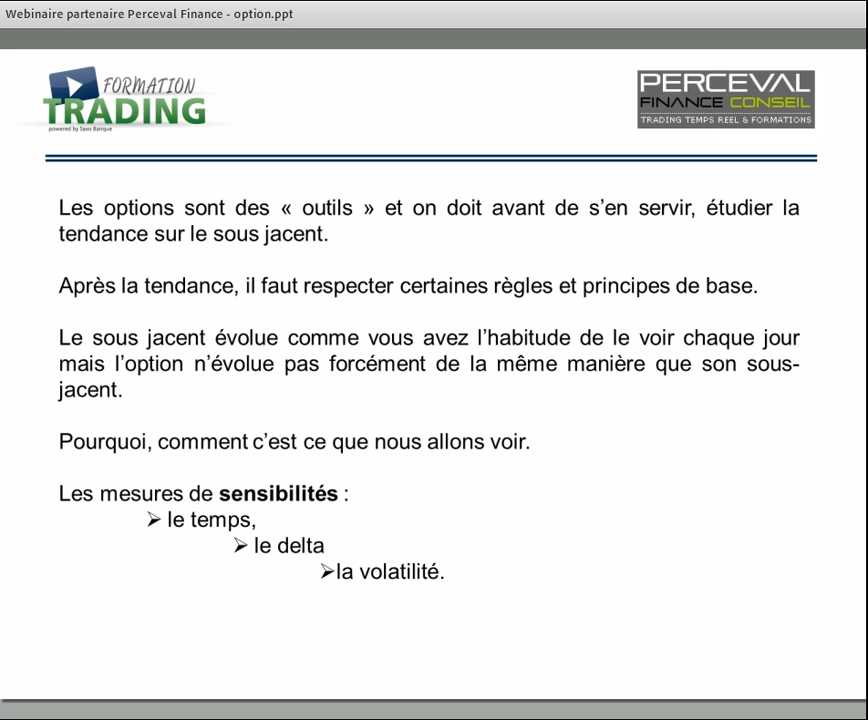 Webinaire partenaire Perceval Finance - option.ppt
FORMATION
TRADING
powered by Saxo Banque
PERCEVAL
FINANCE CONSEIL
TRADING TEMPS REEL & FORMATIONS
Les options sont des « outils » et on doit avant de s’en servir, étudier la
tendance sur le sous jacent.
Après la tendance, il faut respecter certaines règles et principes de base.
Le sous jacent évolue comme vous avez l’habitude de le voir chaque jour
mais l’option n’évolue pas forcément de la même manière que son sous-
jacent.
Pourquoi, comment c’est ce que nous allons voir.
Les mesures de sensibilités :
➢ le temps,
➢ le delta
➢la volatilité.